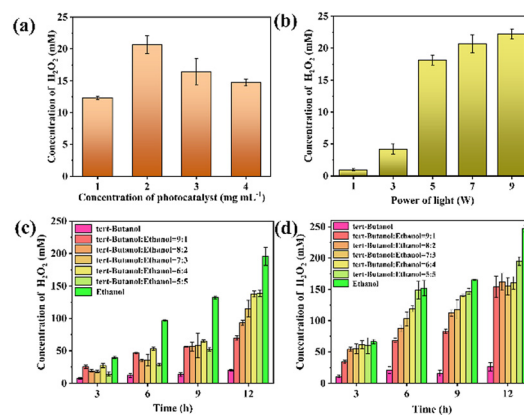 (a)
Concentration of H₂O₂ (mM)
25
20
15
10
5
0
1 2 3 4
Concentration of photocatalyst (mg mL⁻¹)
(b)
Concentration of H₂O₂ (mM)
25
20
15
10
5
0
1 3 5 7 9
Power of light (W)
(c)
Concentration of H₂O₂ (mM)
250
200
150
100
50
0
tert-Butanol
tert-Butanol:Ethanol=9:1
tert-Butanol:Ethanol=8:2
tert-Butanol:Ethanol=7:3
tert-Butanol:Ethanol=6:4
tert-Butanol:Ethanol=5:5
Ethanol
3 6 9 12
Time (h)
(d)
Concentration of H₂O₂ (mM)
250
200
150
100
50
0
tert-Butanol
tert-Butanol:Ethanol=9:1
tert-Butanol:Ethanol=8:2
tert-Butanol:Ethanol=7:3
tert-Butanol:Ethanol=6:4
tert-Butanol:Ethanol=5:5
Ethanol
3 6 9 12
Time (h)